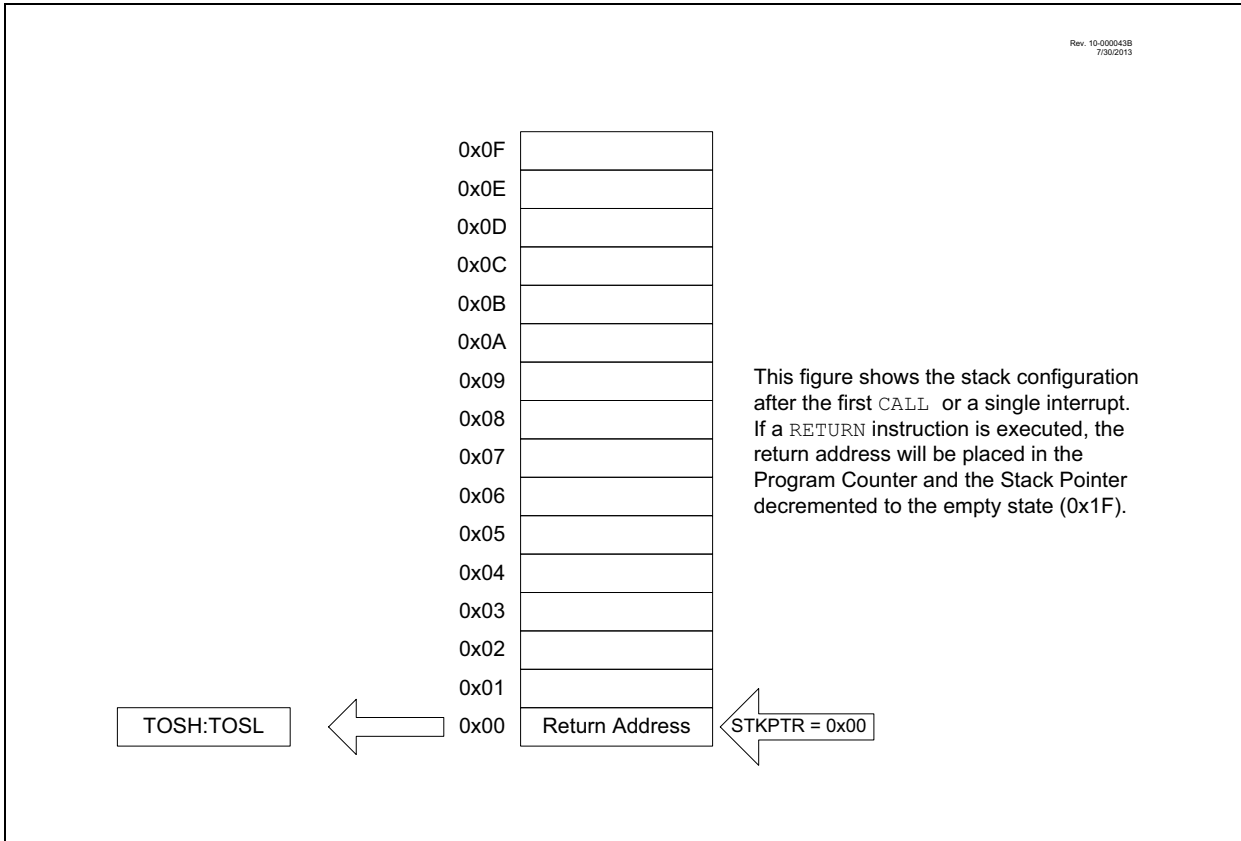 Rev. 10-000043B
7/30/2013
0x0F
0x0E
0x0D
0x0C
0x0B
0x0A
0x09
0x08
0x07
0x06
0x05
0x04
0x03
0x02
0x01
0x00
This figure shows the stack configuration
after the first CALL or a single interrupt.
If a RETURN instruction is executed, the
return address will be placed in the
Program Counter and the Stack Pointer
decremented to the empty state (0x1F).
TOSH:TOSL
Return Address
STKPTR = 0x00